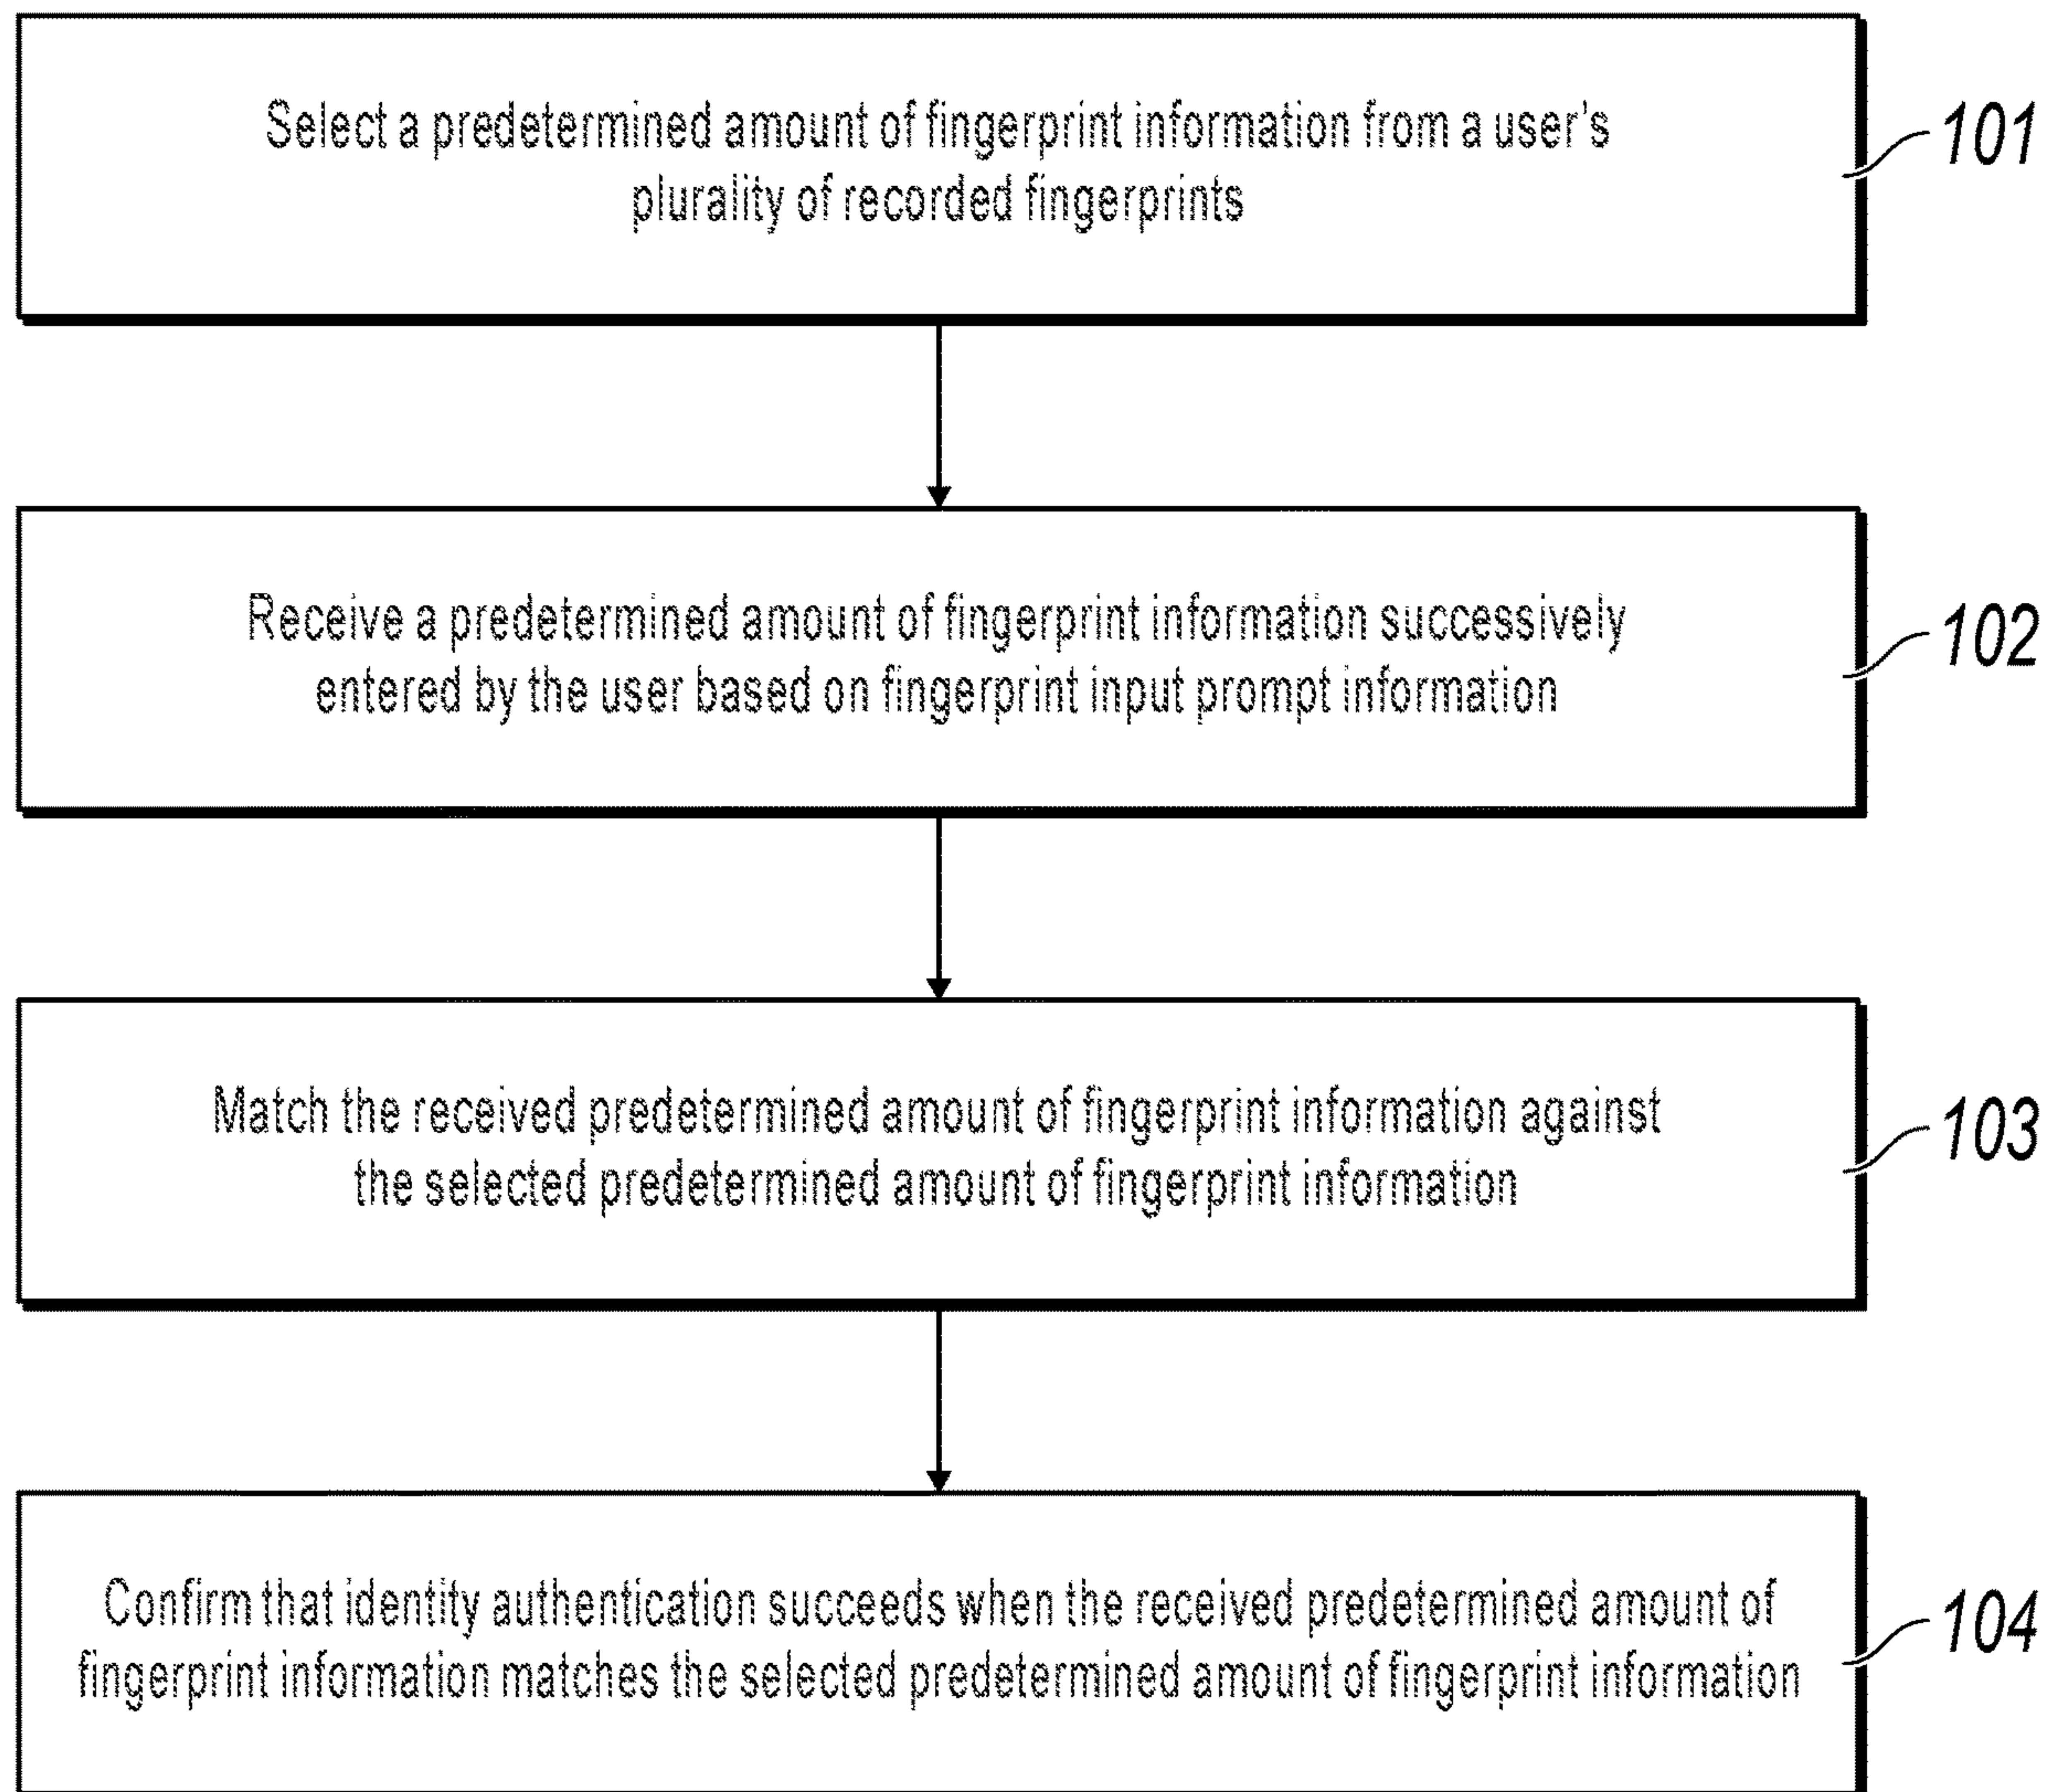 Select a predetermined amount of fingerprint information from a user's
plurality of recorded fingerprints
101
Receive a predetermined amount of fingerprint information successively
entered by the user based on fingerprint input prompt information
102
Match the received predetermined amount of fingerprint information against
the selected predetermined amount of fingerprint information
103
Confirm that identity authentication succeeds when the received predetermined amount of
fingerprint information matches the selected predetermined amount of fingerprint information
104